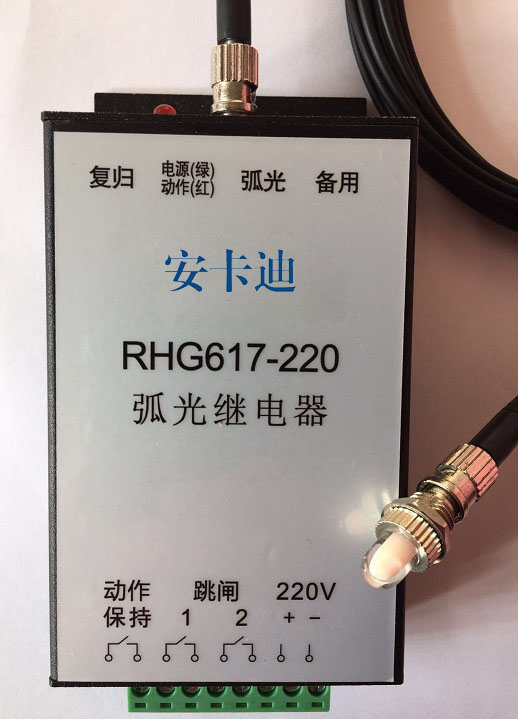 复归 电源(绿) 弧光 备用
动作(红)
安卡迪
RHG617-220
弧光继电器
动作 跳闸 220V
保持 1 2 + −